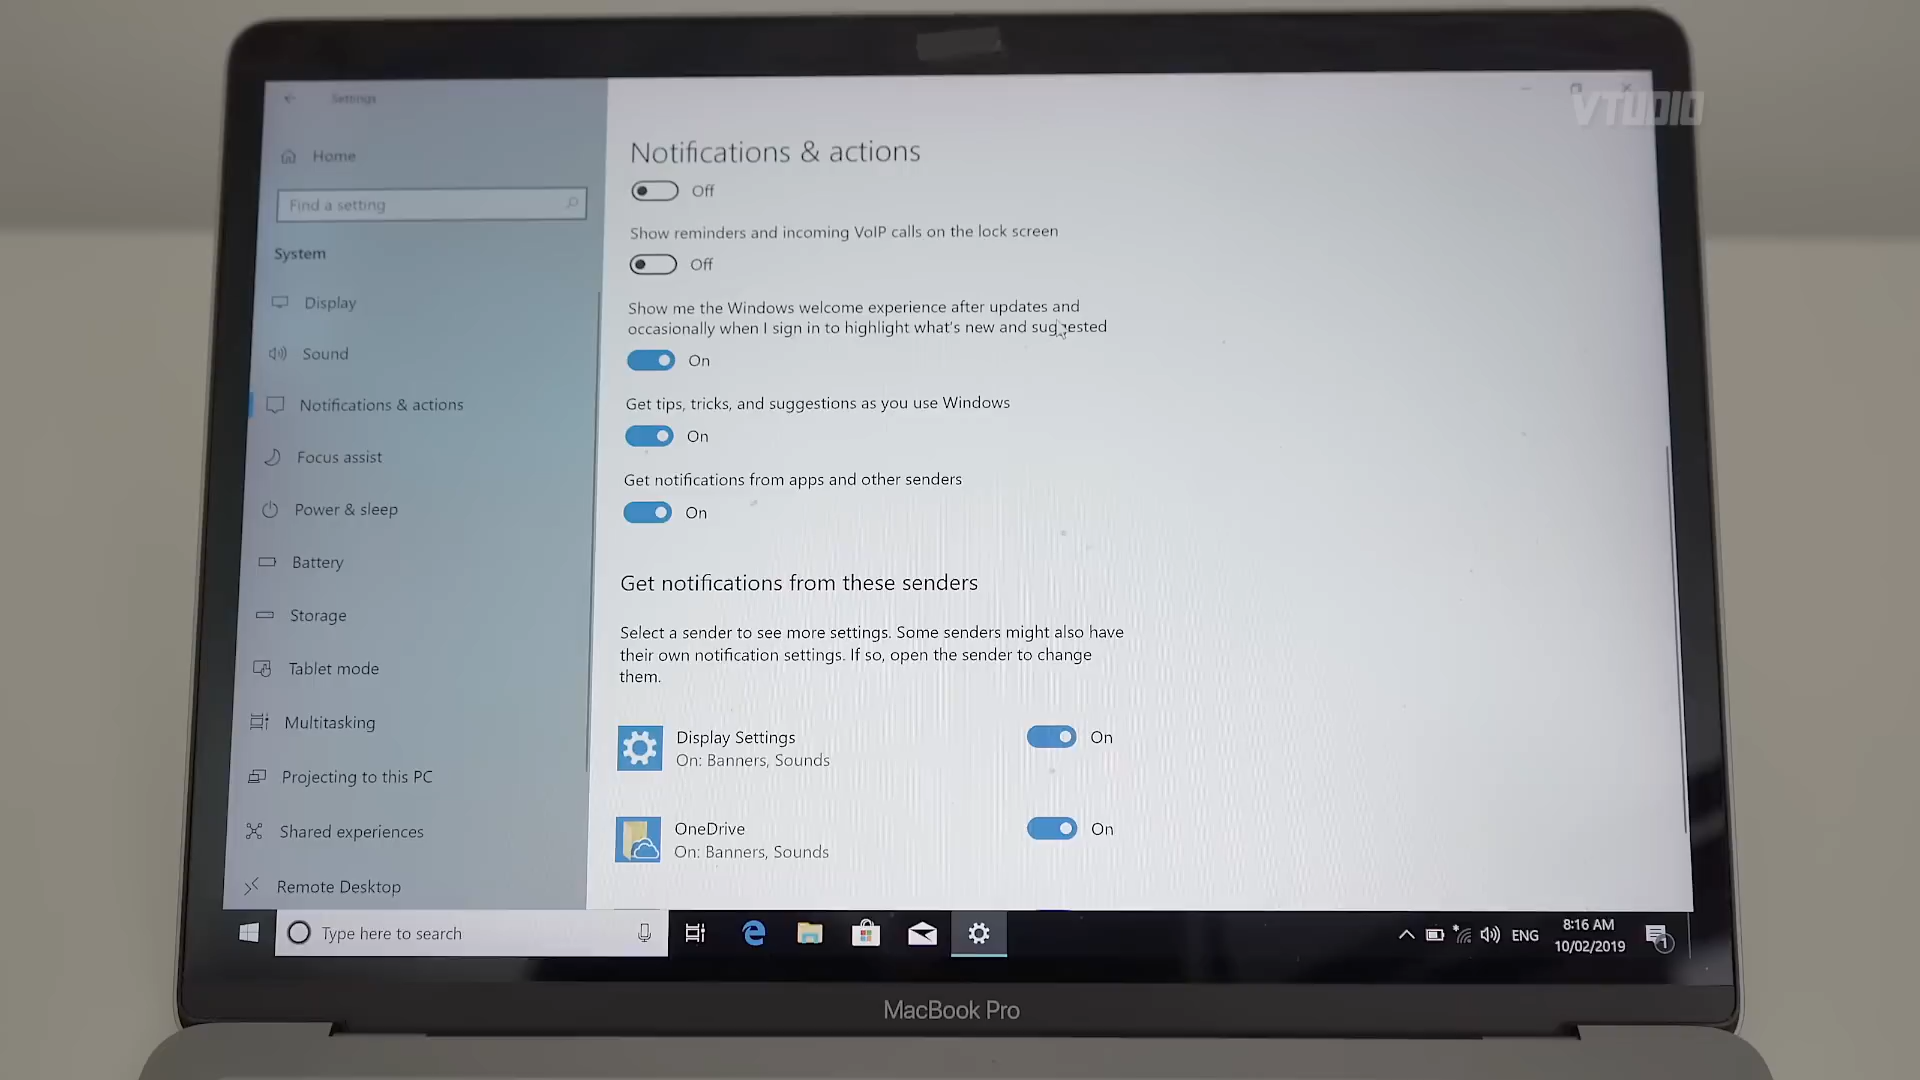 Settings
VTUDIO
Home
Find a setting
System
Display
Sound
Notifications & actions
Focus assist
Power & sleep
Battery
Storage
Tablet mode
Multitasking
Projecting to this PC
Shared experiences
Remote Desktop
Notifications & actions
Off
Show reminders and incoming VoIP calls on the lock screen
Off
Show me the Windows welcome experience after updates and
occasionally when I sign in to highlight what's new and suggested
On
Get tips, tricks, and suggestions as you use Windows
On
Get notifications from apps and other senders
On
Get notifications from these senders
Select a sender to see more settings. Some senders might also have
their own notification settings. If so, open the sender to change
them.
Display Settings
On: Banners, Sounds
On
OneDrive
On: Banners, Sounds
On
Type here to search
ENG
8:16 AM
10/02/2019
1
MacBook Pro